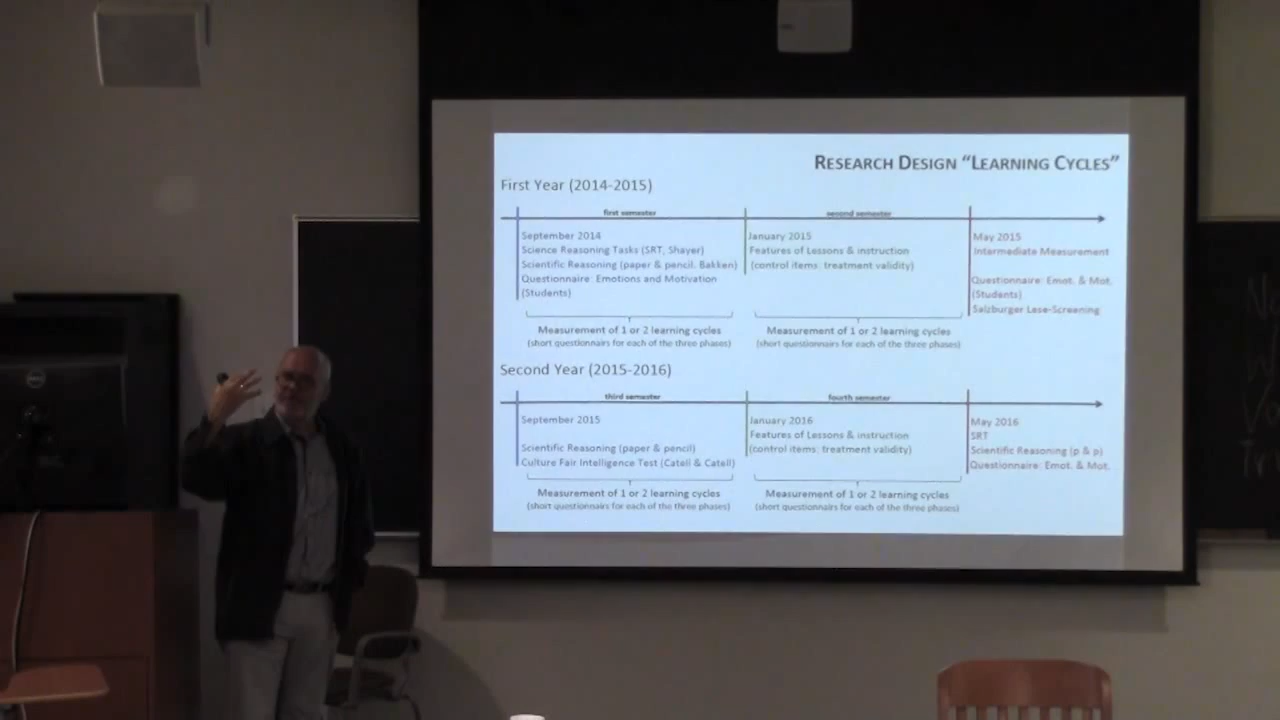 RESEARCH DESIGN “LEARNING CYCLES”
First Year (2014-2015)
first semester
second semester
September 2014
Science Reasoning Tasks (SRT, Shayer)
Scientific Reasoning (paper & pencil. Bakken)
Questionnaire: Emotions and Motivation
(Students)
January 2015
Features of Lessons & instruction
(control items: treatment validity)
May 2015
Intermediate Measurement
Questionnaire: Emot. & Mot.
(Students)
Salzburger Lese-Screening
Measurement of 1 or 2 learning cycles
(short questionnairs for each of the three phases)
Measurement of 1 or 2 learning cycles
(short questionnairs for each of the three phases)
Second Year (2015-2016)
third semester
fourth semester
September 2015
Scientific Reasoning (paper & pencil)
Culture Fair Intelligence Test (Catell & Catell)
January 2016
Features of Lessons & instruction
(control items: treatment validity)
May 2016
SRT
Scientific Reasoning (p & p)
Questionnaire: Emot. & Mot.
Measurement of 1 or 2 learning cycles
(short questionnairs for each of the three phases)
Measurement of 1 or 2 learning cycles
(short questionnairs for each of the three phases)